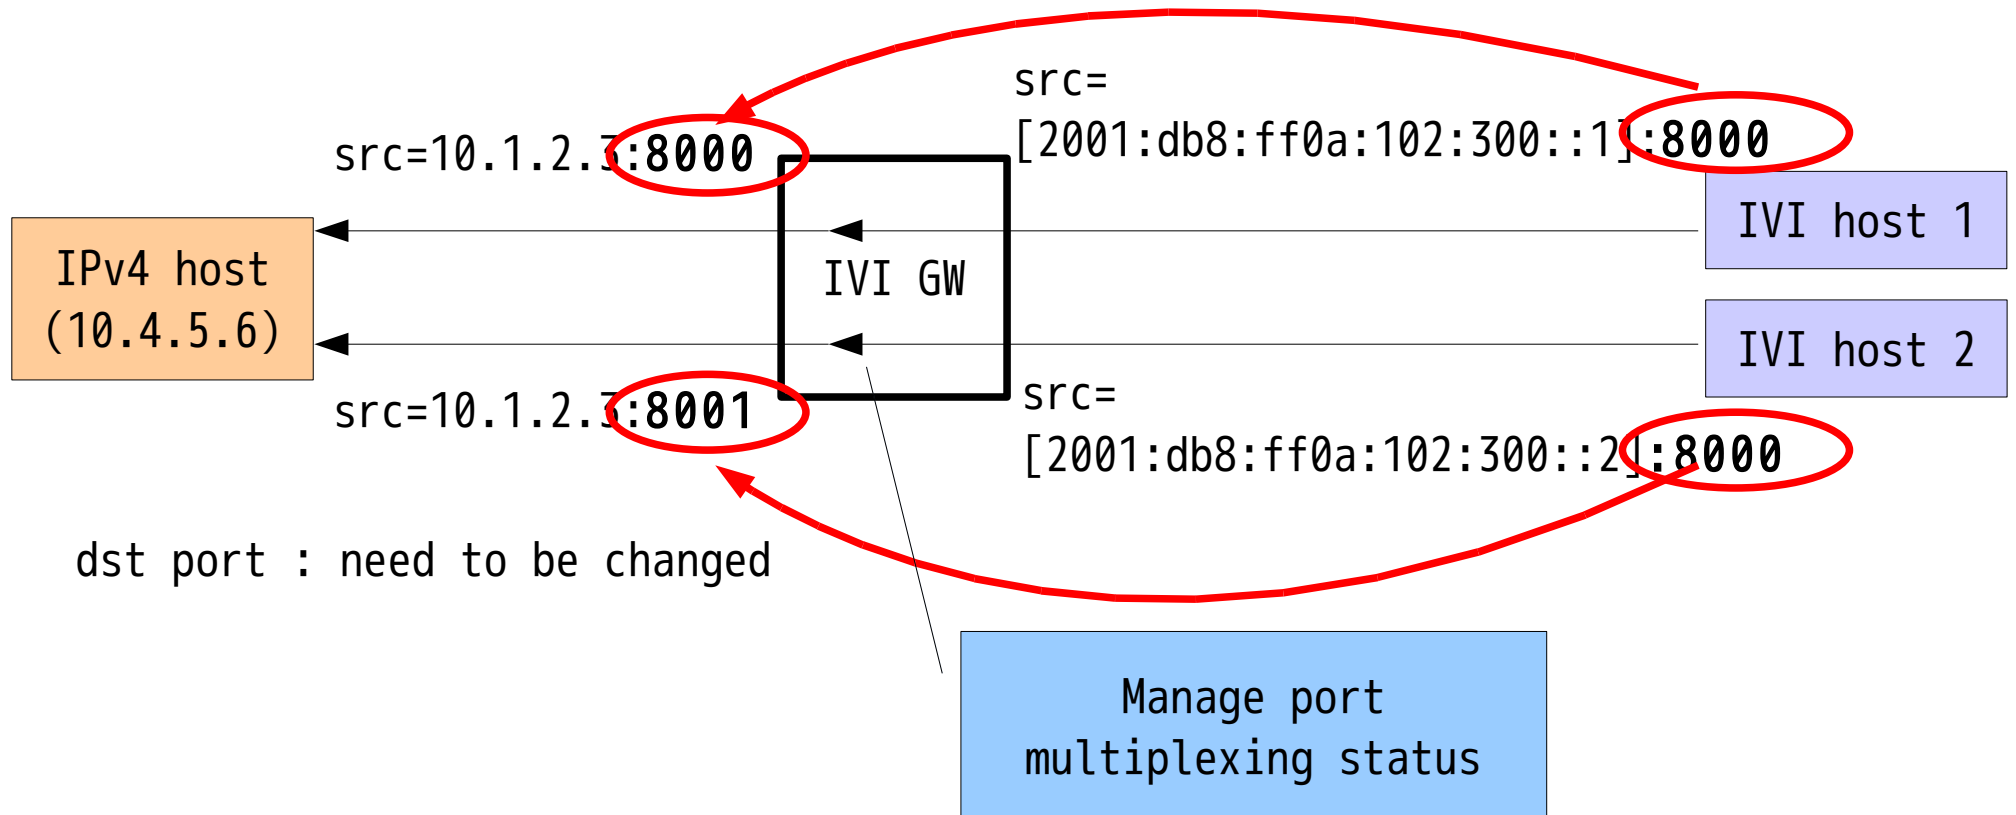 src=
[2001:db8:ff0a:102:300::1]:8000
src=10.1.2.3:8000
IVI host 1
IPv4 host
(10.4.5.6)
IVI GW
IVI host 2
src=10.1.2.3:8001
src=
[2001:db8:ff0a:102:300::2]:8000
dst port : need to be changed
Manage port
multiplexing status